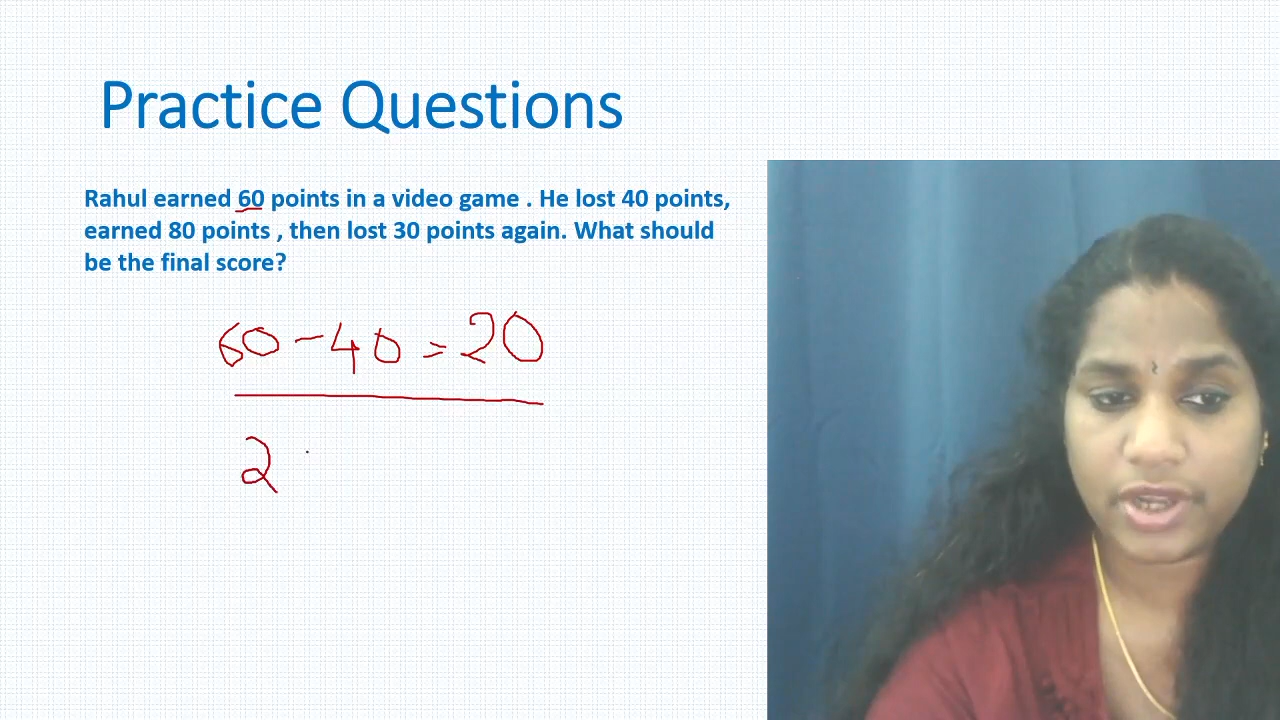 Practice Questions
Rahul earned 60 points in a video game . He lost 40 points,
earned 80 points , then lost 30 points again. What should
be the final score?
60 - 40 = 20
2